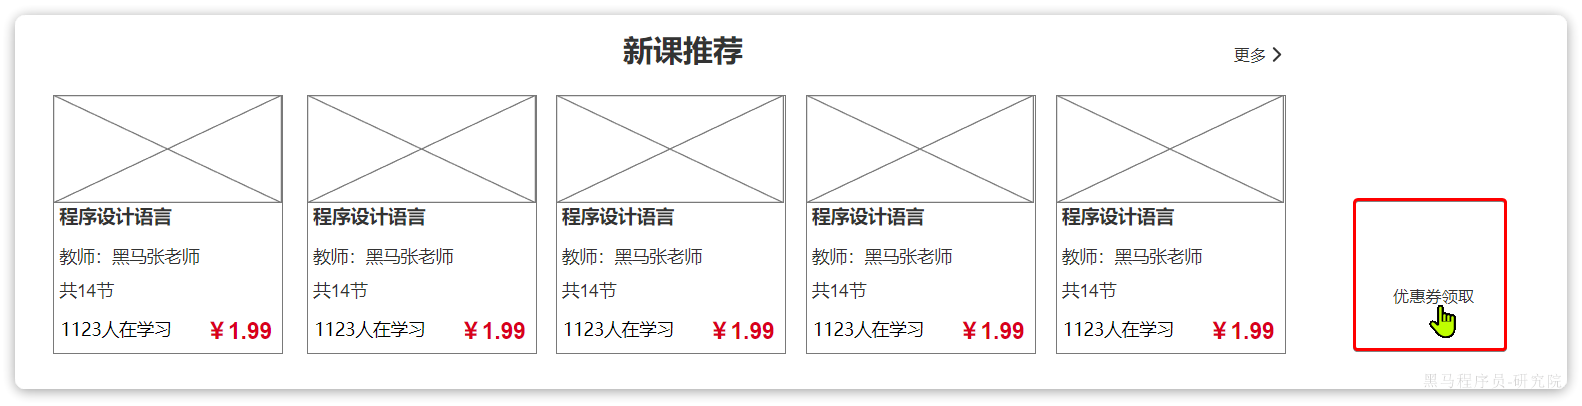 新课推荐
更多
程序设计语言 程序设计语言 程序设计语言 程序设计语言 程序设计语言
教师：黑马张老师 教师：黑马张老师 教师：黑马张老师 教师：黑马张老师 教师：黑马张老师
共14节 共14节 共14节 共14节 共14节
1123人在学习 ¥1.99 1123人在学习 ¥1.99 1123人在学习 ¥1.99 1123人在学习 ¥1.99 1123人在学习 ¥1.99
优惠券领取
黑马程序员-研究院